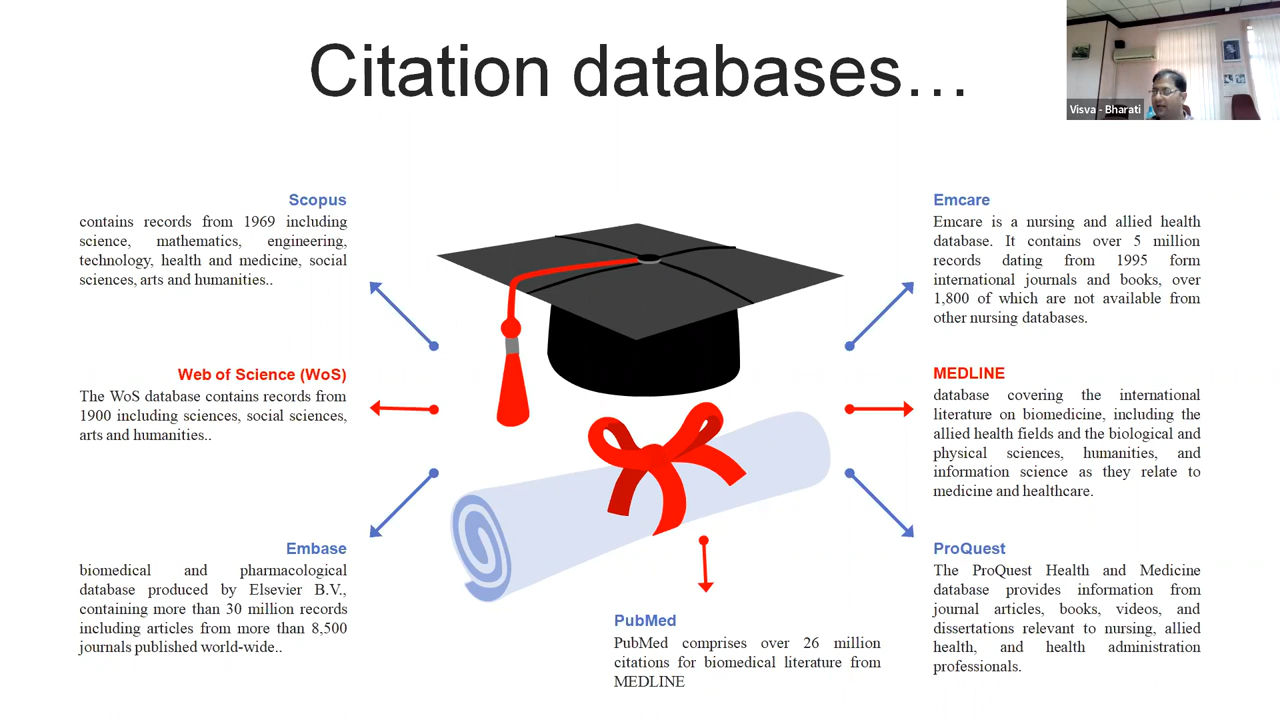 Citation databases…
Visva - Bharati
Scopus
contains records from 1969 including
science, mathematics, engineering,
technology, health and medicine, social
sciences, arts and humanities..
Web of Science (WoS)
The WoS database contains records from
1900 including sciences, social sciences,
arts and humanities..
Embase
biomedical and pharmacological
database produced by Elsevier B.V.,
containing more than 30 million records
including articles from more than 8,500
journals published world-wide..
PubMed
PubMed comprises over 26 million
citations for biomedical literature from
MEDLINE
Emcare
Emcare is a nursing and allied health
database. It contains over 5 million
records dating from 1995 form
international journals and books, over
1,800 of which are not available from
other nursing databases.
MEDLINE
database covering the international
literature on biomedicine, including the
allied health fields and the biological and
physical sciences, humanities, and
information science as they relate to
medicine and healthcare.
ProQuest
The ProQuest Health and Medicine
database provides information from
journal articles, books, videos, and
dissertations relevant to nursing, allied
health, and health administration
professionals.